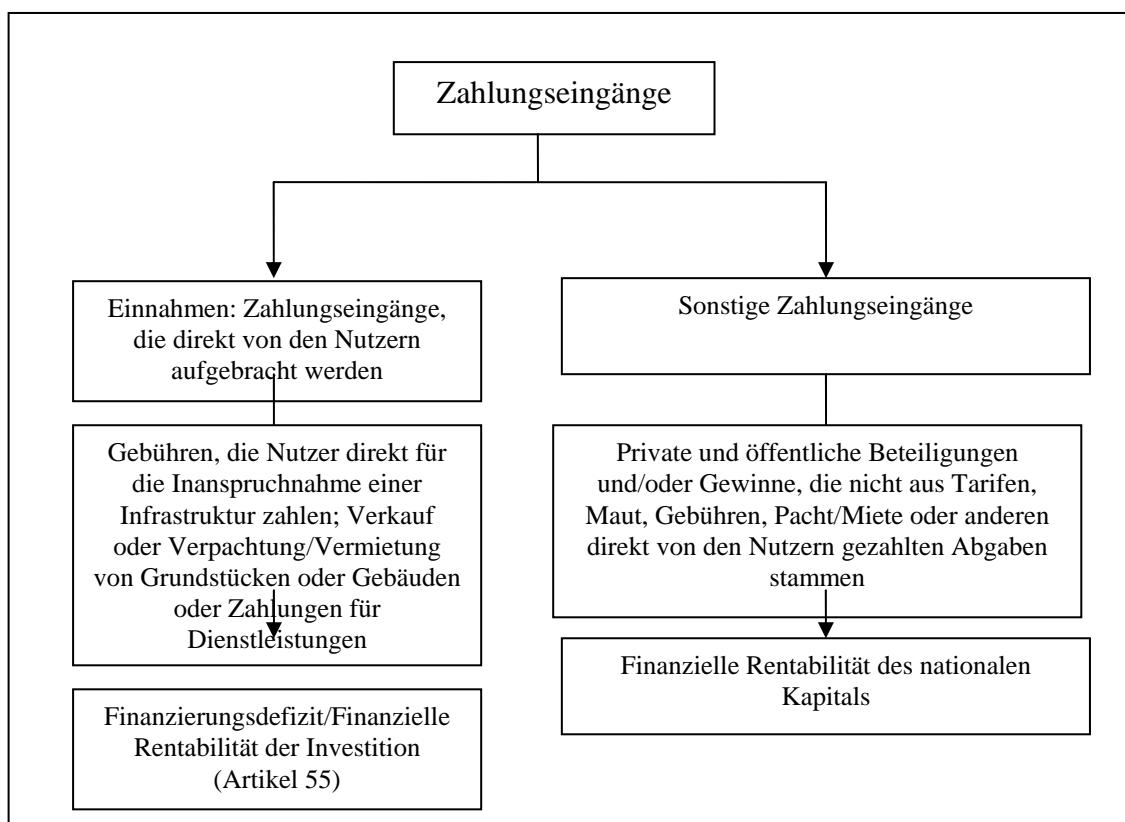 Zahlungseingänge
Einnahmen: Zahlungseingänge,
die direkt von den Nutzern
aufgebracht werden
Gebühren, die Nutzer direkt für
die Inanspruchnahme einer
Infrastruktur zahlen; Verkauf
oder Verpachtung/Vermietung
von Grundstücken oder Gebäuden
oder Zahlungen für
Dienstleistungen
Finanzierungsdefizit/Finanzielle
Rentabilität der Investition
(Artikel 55)
Sonstige Zahlungseingänge
Private und öffentliche Beteiligungen
und/oder Gewinne, die nicht aus Tarifen,
Maut, Gebühren, Pacht/Miete oder anderen
direkt von den Nutzern gezahlten Abgaben
stammen
Finanzielle Rentabilität des nationalen
Kapitals